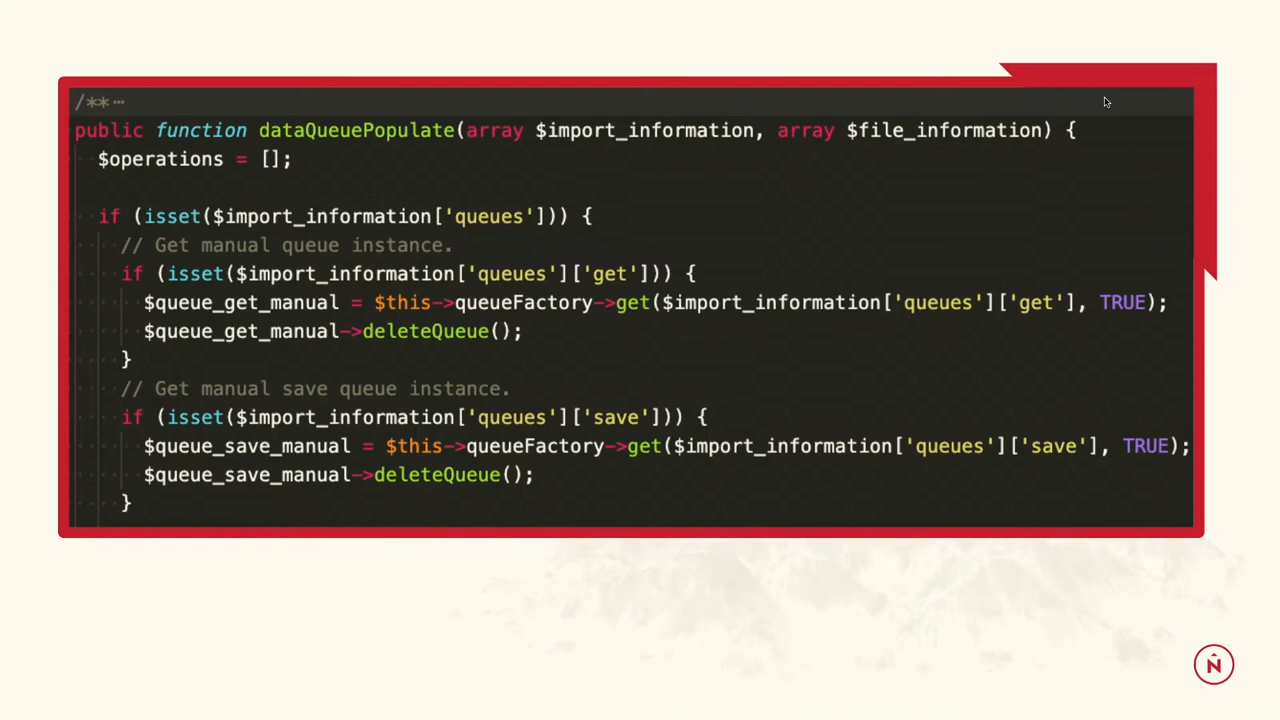 /** ⋯
public function dataQueuePopulate(array $import_information, array $file_information) {
$operations = [];
if (isset($import_information['queues'])) {
// Get manual queue instance.
if (isset($import_information['queues']['get'])) {
$queue_get_manual = $this->queueFactory->get($import_information['queues']['get'], TRUE);
$queue_get_manual->deleteQueue();
}
// Get manual save queue instance.
if (isset($import_information['queues']['save'])) {
$queue_save_manual = $this->queueFactory->get($import_information['queues']['save'], TRUE);
$queue_save_manual->deleteQueue();
}
N